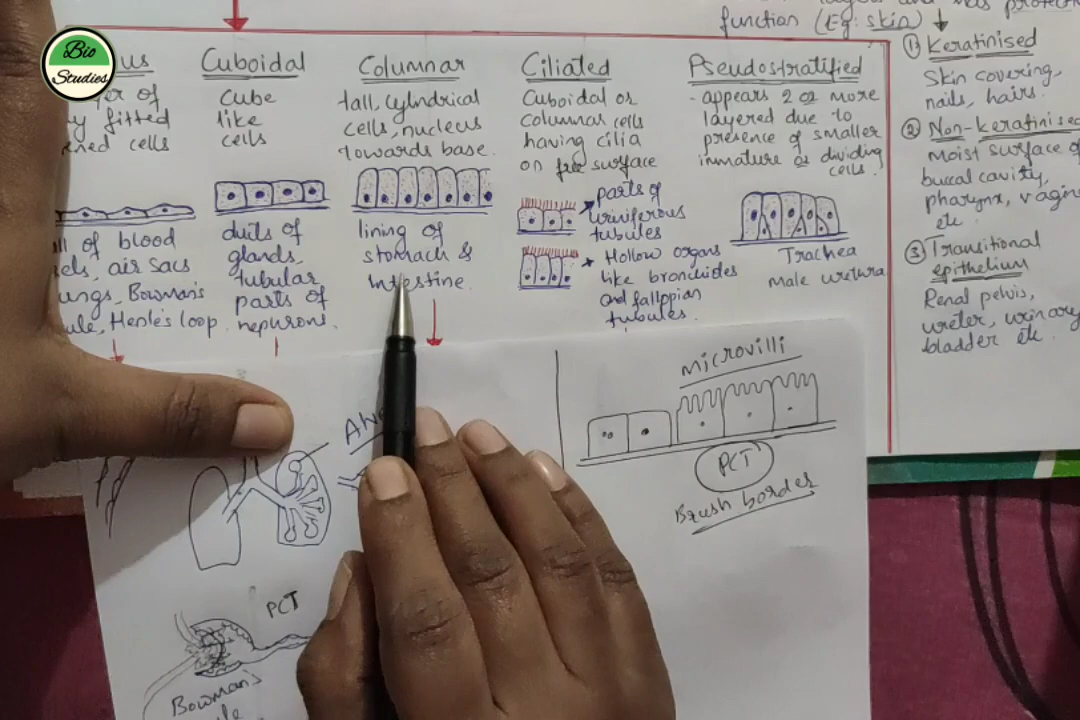 Bio
Studies
function (Eg: skin)
Cuboidal
Cube
like
cells
ducts of
glands,
tubular
parts of
nephrons.
Columnar
tall, cylindrical
cells, nucleus
towards base.
lining of
stomach &
Intestine.
Ciliated
Cuboidal or
columnar cells
having cilia
on free surface
parts of
uriniferous
tubules
Hollow organs
like bronchioles
and fallopian
tubules.
Pseudostratified
- appears 2 or more
layered due to
presence of smaller
immature or dividing
cells.
Trachea
male urethra
① Keratinised
Skin covering,
nails, hairs.
② Non-keratinised
moist surface of
buccal cavity,
pharynx, vagina
etc.
③ Transitional
epithelium
Renal pelvis,
ureter, urinary
bladder etc.
of
fitted
cells
of blood
air sacs
Bowman's
Henle's loop.
PCT
Bowman's
microvilli
PCT
Brush border